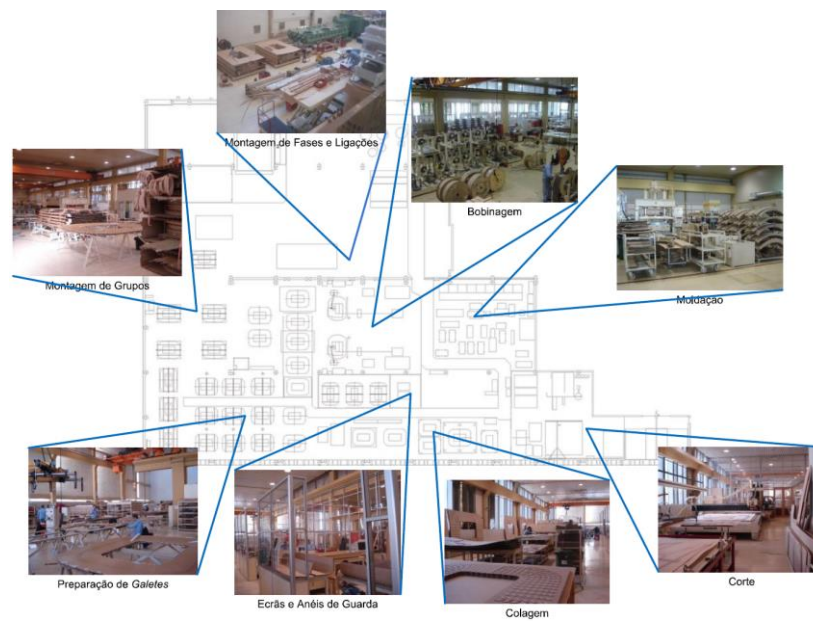 Montagem de Fases e Ligações
Bobinagem
Montagem de Grupos
Moldação
Preparação de Galetes
Ecrãs e Anéis de Guarda
Colagem
Corte